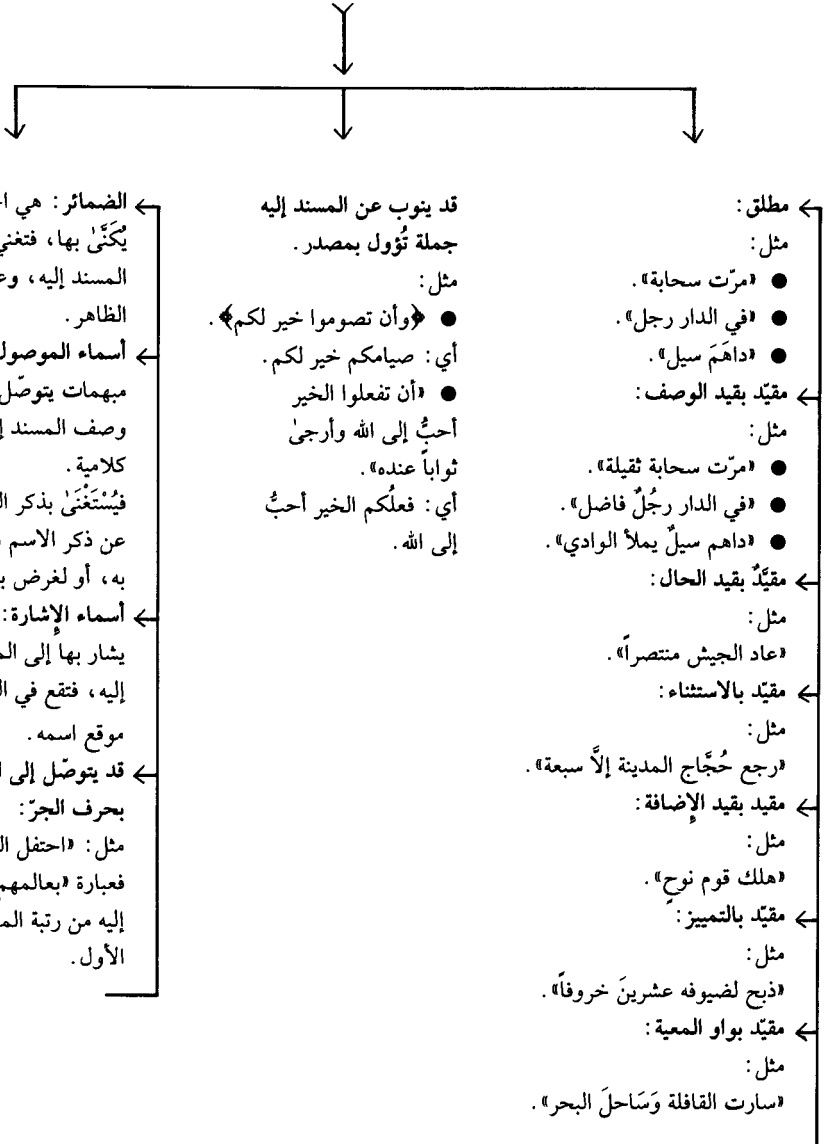 مطلق:
مثل:
● «مرّت سحابة».
● «في الدار رجل».
● «داهَمَ سيل».
مقيّد بقيد الوصف:
مثل:
● «مرّت سحابة ثقيلة».
● «في الدار رجُلٌ فاضل».
● «داهم سيلٌ يملأ الوادي».
مقيَّدٌ بقيد الحال:
مثل:
«عاد الجيش منتصراً».
مقيّد بالاستثناء:
مثل:
«رجع حُجَّاج المدينة إلاَّ سبعة».
مقيد بقيد الإِضافة:
مثل:
«هلك قوم نوحٍ».
مقيّد بالتمييز:
مثل:
«ذبح لضيوفه عشرينَ خروفاً».
مقيّد بواو المعية:
مثل:
«سارت القافلة وَسَاحلَ البحر».
قد ينوب عن المسند إليه
جملة تُؤول بمصدر.
مثل:
● ﴿وأن تصوموا خير لكم﴾.
أي: صيامكم خير لكم.
● «أن تفعلوا الخير
أحبُّ إلى الله وأرجىٰ
ثواباً عنده».
أي: فعلُكم الخير أحبُّ
إلى الله.
الضمائر: هي
يُكَنَّىٰ بها، فتغني
المسند إليه،
الظاهر.
أسماء
مبهمات يتوصّل
وصف المسند
كلامية.
فيُسْتَغْنَىٰ بذكر
عن ذكر الاسم
به، أو لغرض
أسماء الإِشارة:
يشار بها إلى
إليه، فتقع في
موقع اسمه.
قد يتوصّل إلى
بحرف الجرّ:
مثل: «احتفل
فعبارة «بعالمهم
إليه من رتبة
الأول.